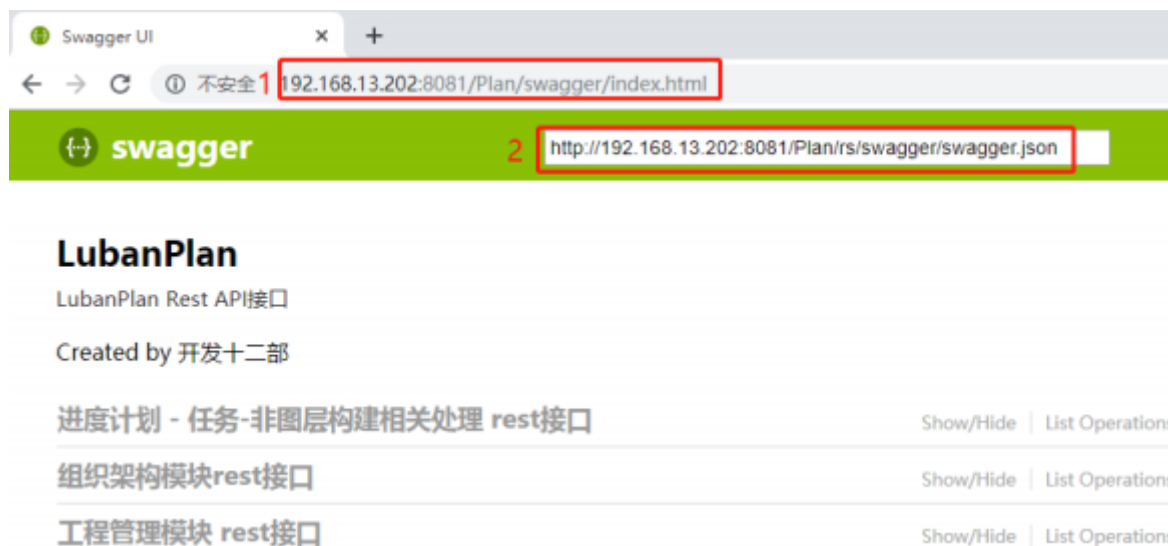 Swagger UI
不安全 1 192.168.13.202:8081/Plan/swagger/index.html
swagger 2 http://192.168.13.202:8081/Plan/rs/swagger/swagger.json
LubanPlan
LubanPlan Rest API接口
Created by 开发十二部
进度计划 - 任务-非图层构建相关处理 rest接口 Show/Hide List Operations
组织架构模块rest接口 Show/Hide List Operations
工程管理模块 rest接口 Show/Hide List Operations